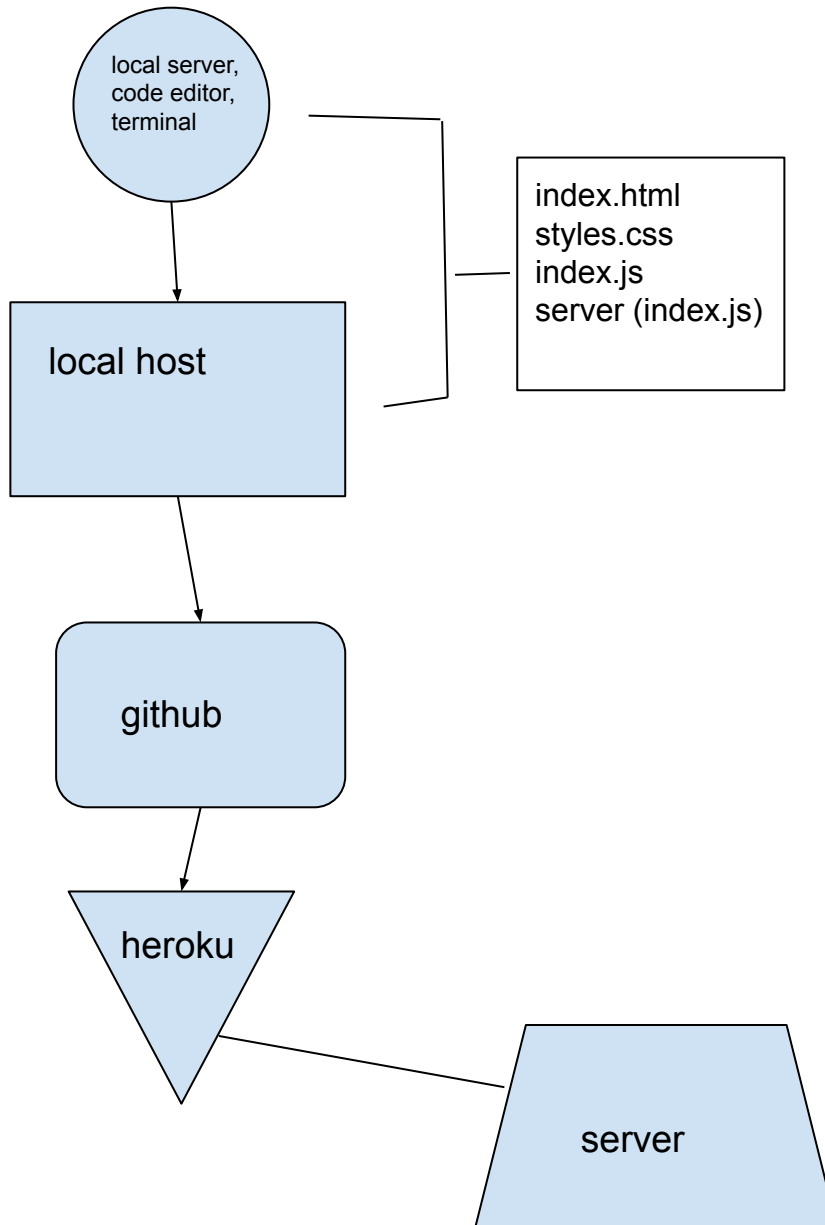 local server,
code editor,
terminal
index.html
styles.css
index.js
server (index.js)
local host
github
heroku
server